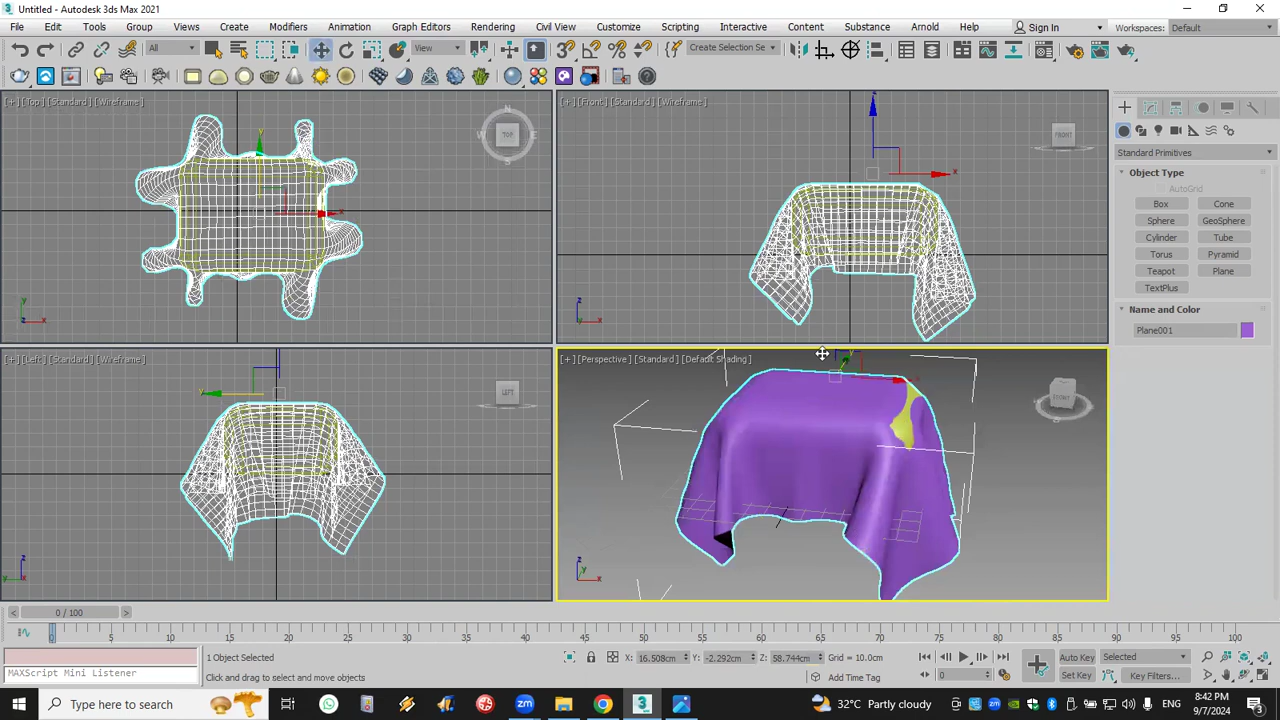 Untitled - Autodesk 3ds Max 2021
File Edit Tools Group Views Create Modifiers Animation Graph Editors Rendering Civil View Customize Scripting Interactive Content Substance Arnold Help Sign In Workspaces: Default
All View Create Selection Se
[+] [Top] [Standard] [Wireframe]
[+] [Front] [Standard] [Wireframe]
N
W TOP E
S
FRONT
y
x
z
x
Standard Primitives
Object Type
AutoGrid
Box Cone
Sphere GeoSphere
Cylinder Tube
Torus Pyramid
Teapot Plane
TextPlus
Name and Color
Plane001
[+] [Left] [Standard] [Wireframe]
[+] [Perspective] [Standard] [Default Shading]
LEFT
0 / 100
0 5 10 15 20 25 30 35 40 45 50 55 60 65 70 75 80 85 90 95 100
1 Object Selected
X: 16.508cm Y: -2.292cm Z: 58.744cm Grid = 10.0cm
Auto Key Selected
MAXScript Mini Listener
Click and drag to select and move objects
Add Time Tag
0
Set Key Key Filters...
Type here to search
32°C Partly cloudy
ENG
8:42 PM
9/7/2024